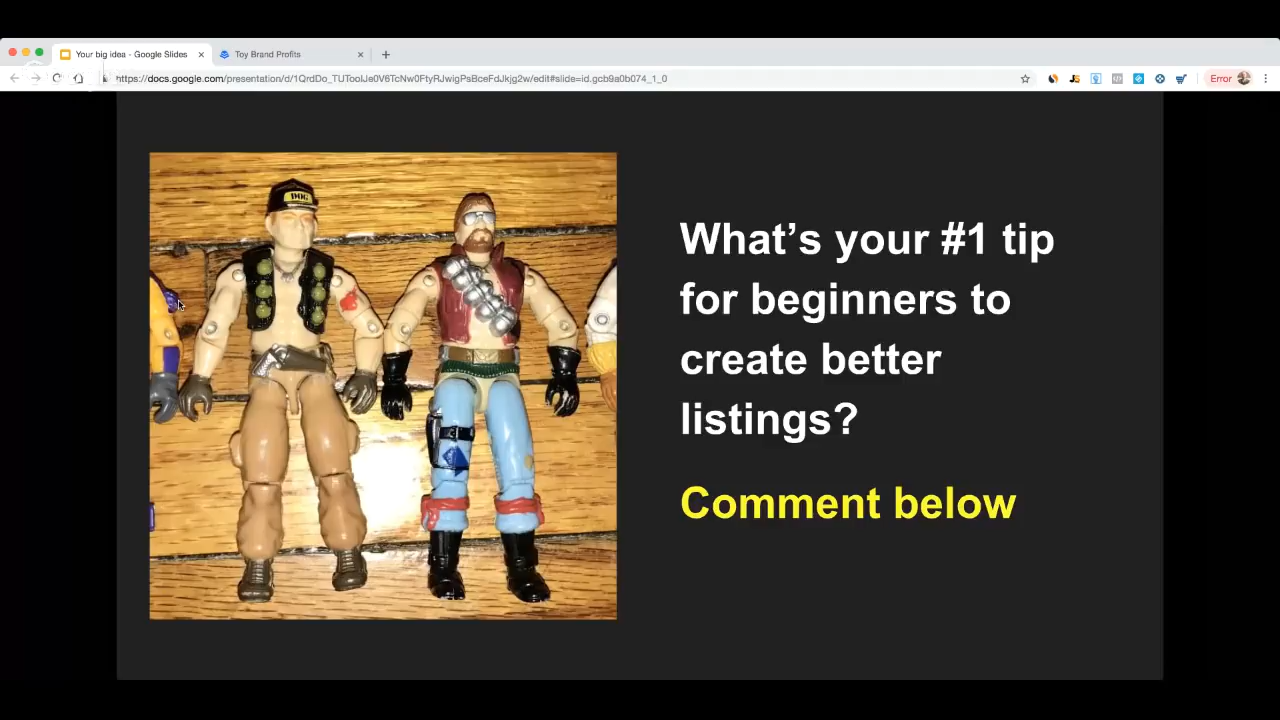 Your big idea - Google Slides
Toy Brand Profits
https://docs.google.com/presentation/d/1QrdDo_TUTooIJe0V6TcNw0FtyRJwigPsBceFdJkjg2w/edit#slide=id.gcb9a0b074_1_0
Error
What's your #1 tip
for beginners to
create better
listings?
Comment below